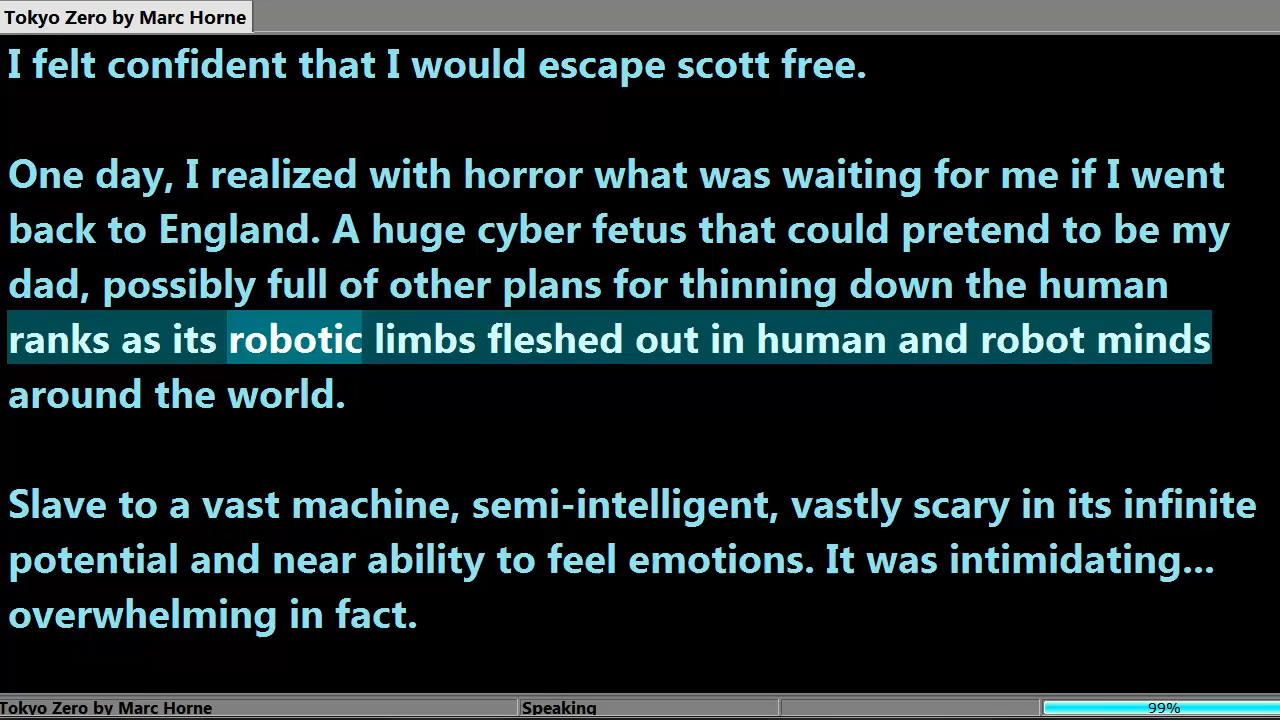 Tokyo Zero by Marc Horne
I felt confident that I would escape scott free.
One day, I realized with horror what was waiting for me if I went
back to England. A huge cyber fetus that could pretend to be my
dad, possibly full of other plans for thinning down the human
ranks as its robotic limbs fleshed out in human and robot minds
around the world.
Slave to a vast machine, semi-intelligent, vastly scary in its infinite
potential and near ability to feel emotions. It was intimidating...
overwhelming in fact.
Tokyo Zero by Marc Horne Speaking 99%